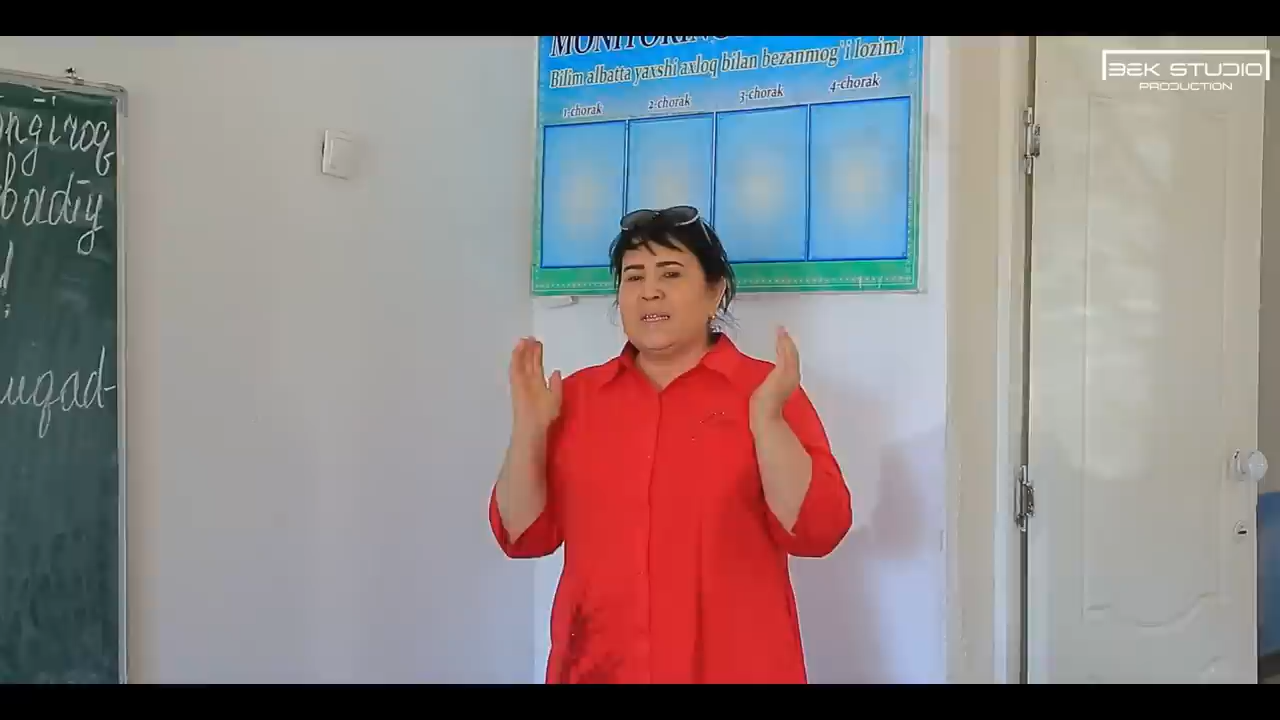 MONITORING
Bilim albatta yaxshi axloq bilan bezanmog'i lozim!
1-chorak 2-chorak 3-chorak 4-chorak
BEK STUDIO
PRODUCTION
ngiroq
badiy
uqad-